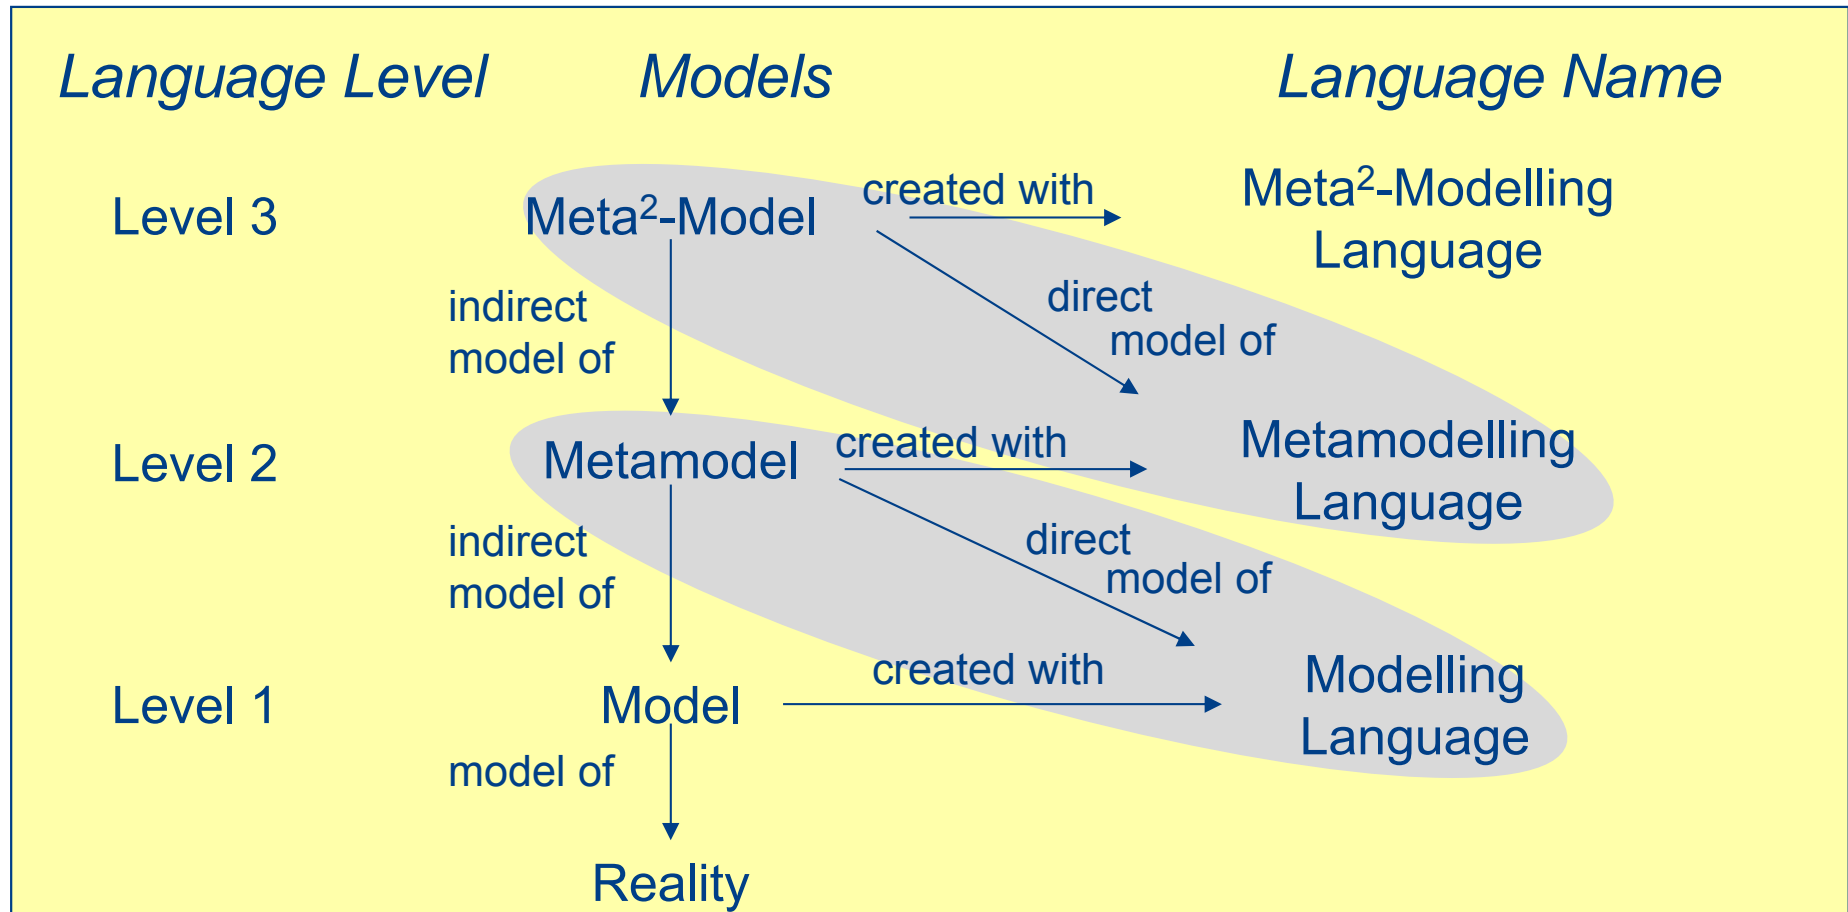 Language Level Models Language Name
Level 3 Meta²-Model created with Meta²-Modelling
Language
indirect
model of
direct
model of
Level 2 Metamodel created with Metamodelling
Language
indirect
model of
direct
model of
Level 1 Model created with Modelling
Language
model of
Reality